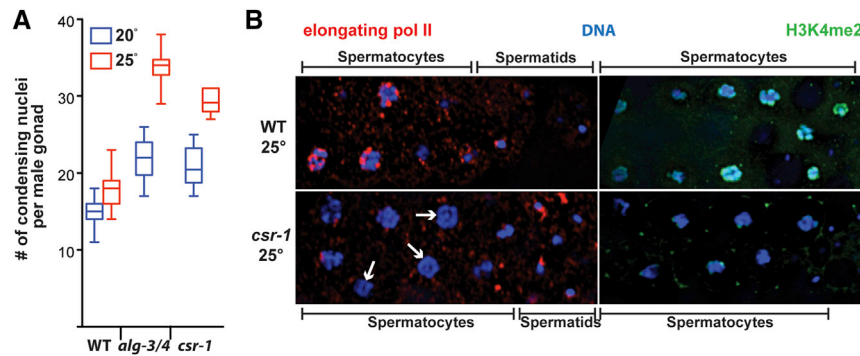 A
# of condensing nuclei
per male gonad
40
30
20
10
20°
25°
WT alg-3/4 csr-1
B
elongating pol II DNA H3K4me2
Spermatocytes Spermatids Spermatocytes
WT
25°
csr-1
25°
Spermatocytes Spermatids Spermatocytes